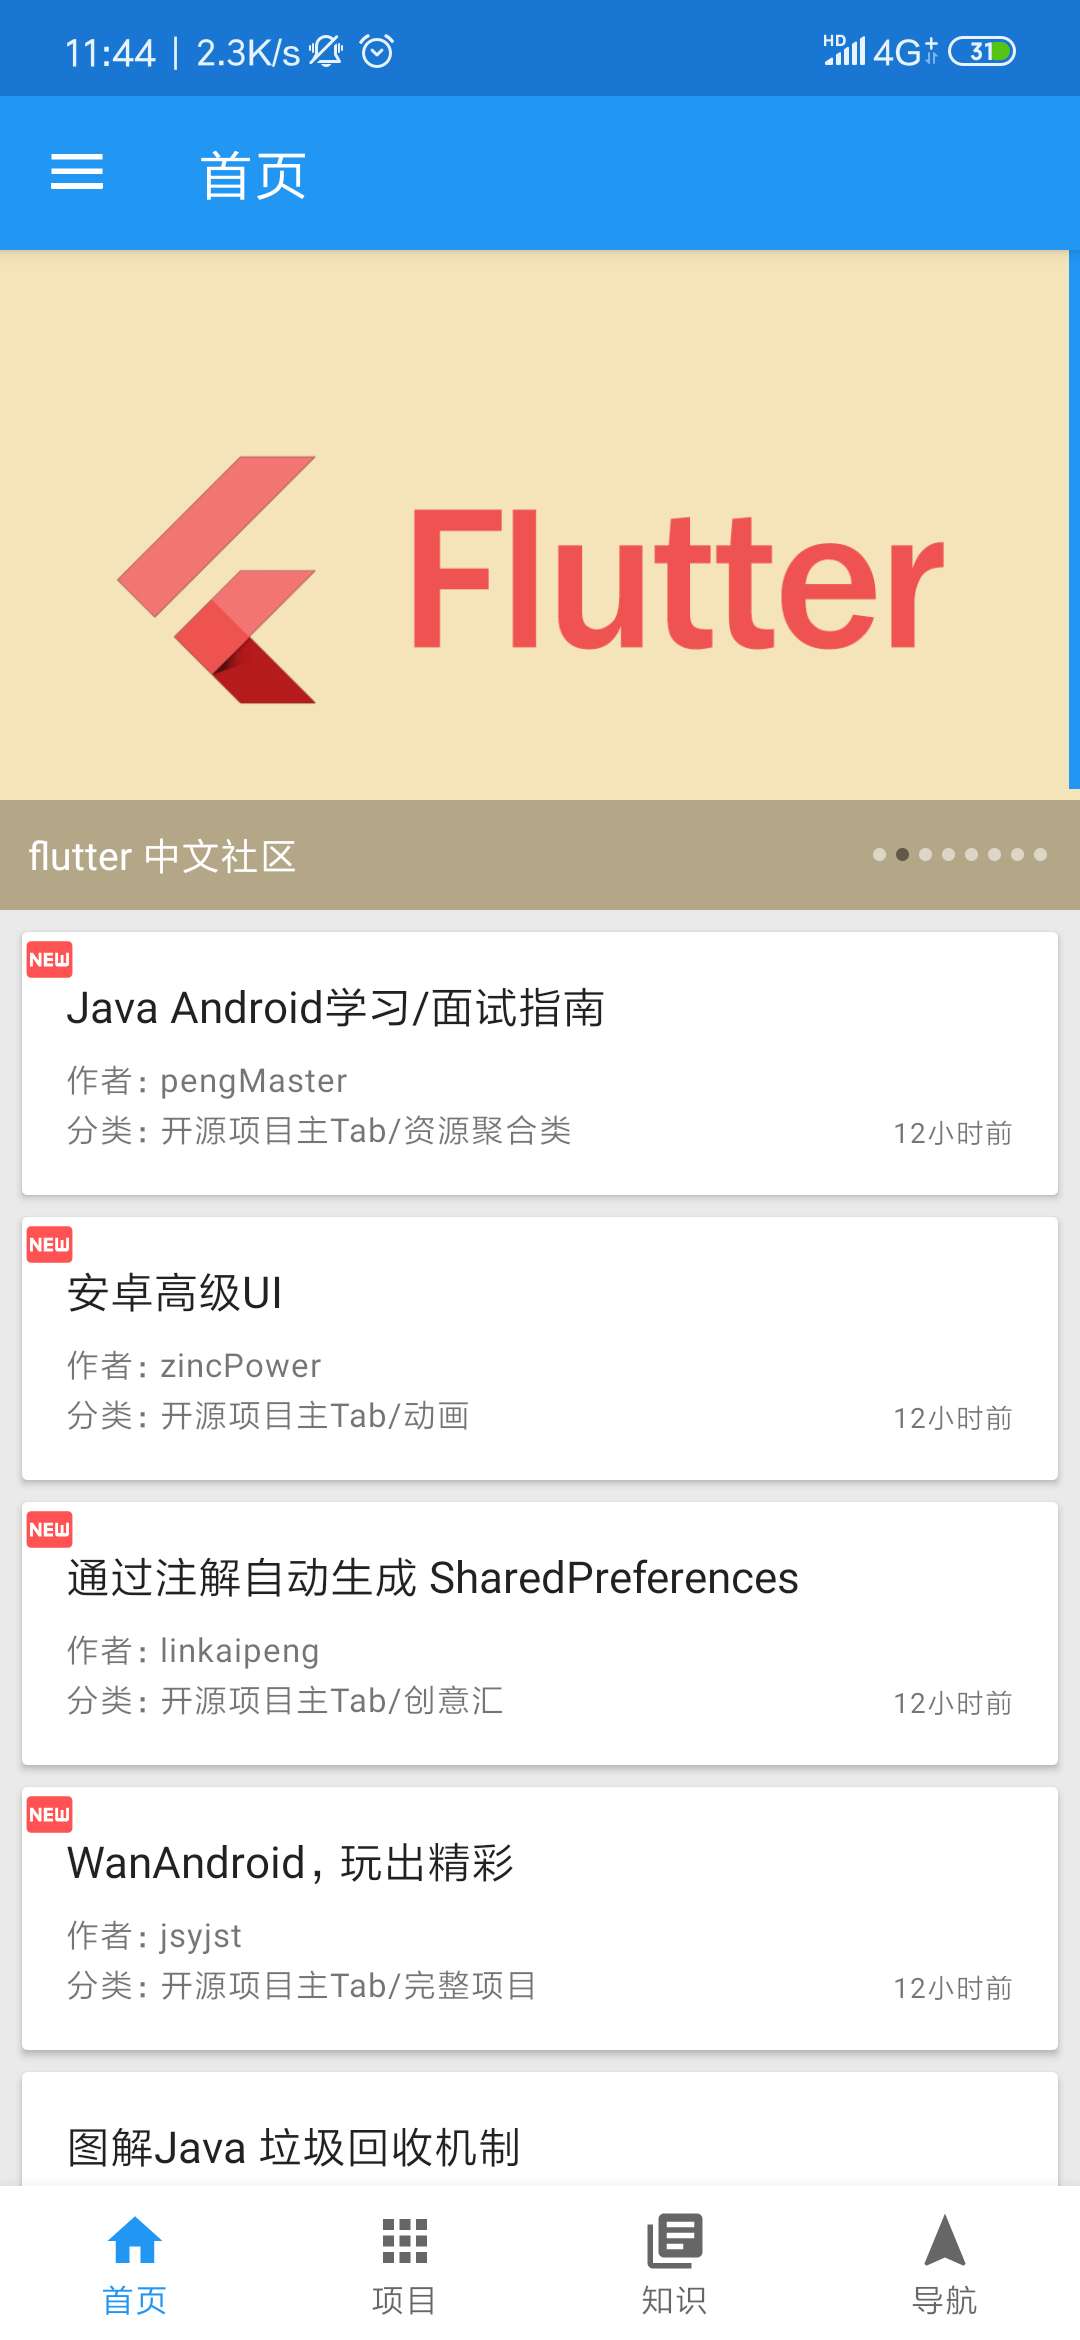 11:44 | 2.3K/s HD 4G+ 31
首页
Flutter
flutter 中文社区
NEW
Java Android学习/面试指南
作者：pengMaster
分类：开源项目主Tab/资源聚合类 12小时前
NEW
安卓高级UI
作者：zincPower
分类：开源项目主Tab/动画 12小时前
NEW
通过注解自动生成 SharedPreferences
作者：linkaipeng
分类：开源项目主Tab/创意汇 12小时前
NEW
WanAndroid，玩出精彩
作者：jsyjst
分类：开源项目主Tab/完整项目 12小时前
图解Java 垃圾回收机制
首页 项目 知识 导航